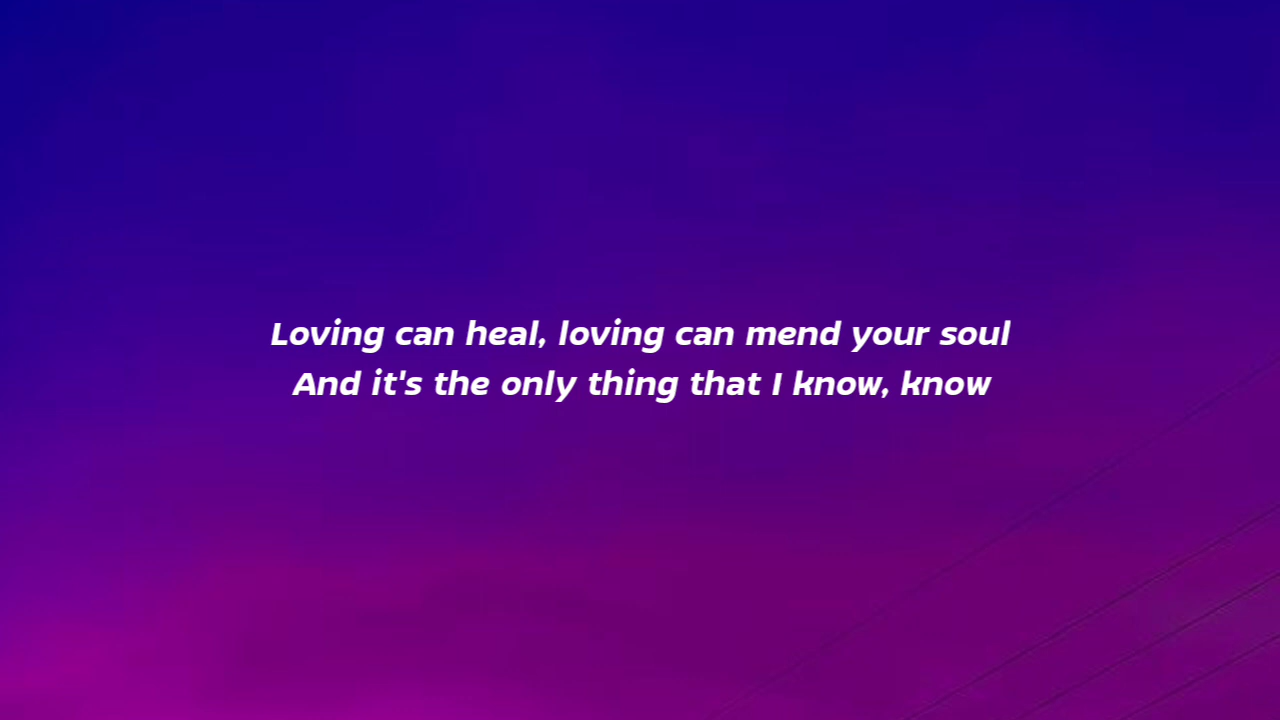 Loving can heal, loving can mend your soul
And it's the only thing that I know, know